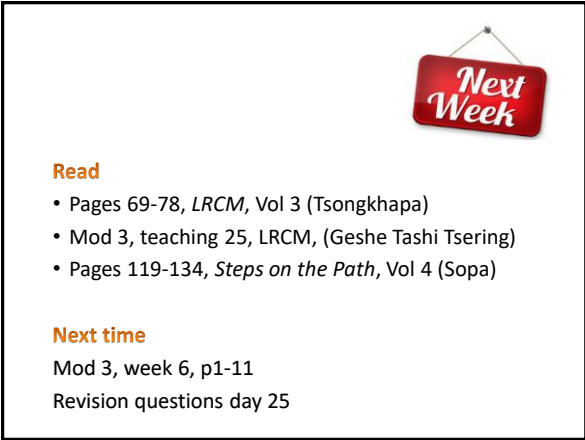 Next
Week
Read
• Pages 69-78, LRCM, Vol 3 (Tsongkhapa)
• Mod 3, teaching 25, LRCM, (Geshe Tashi Tsering)
• Pages 119-134, Steps on the Path, Vol 4 (Sopa)
Next time
Mod 3, week 6, p1-11
Revision questions day 25